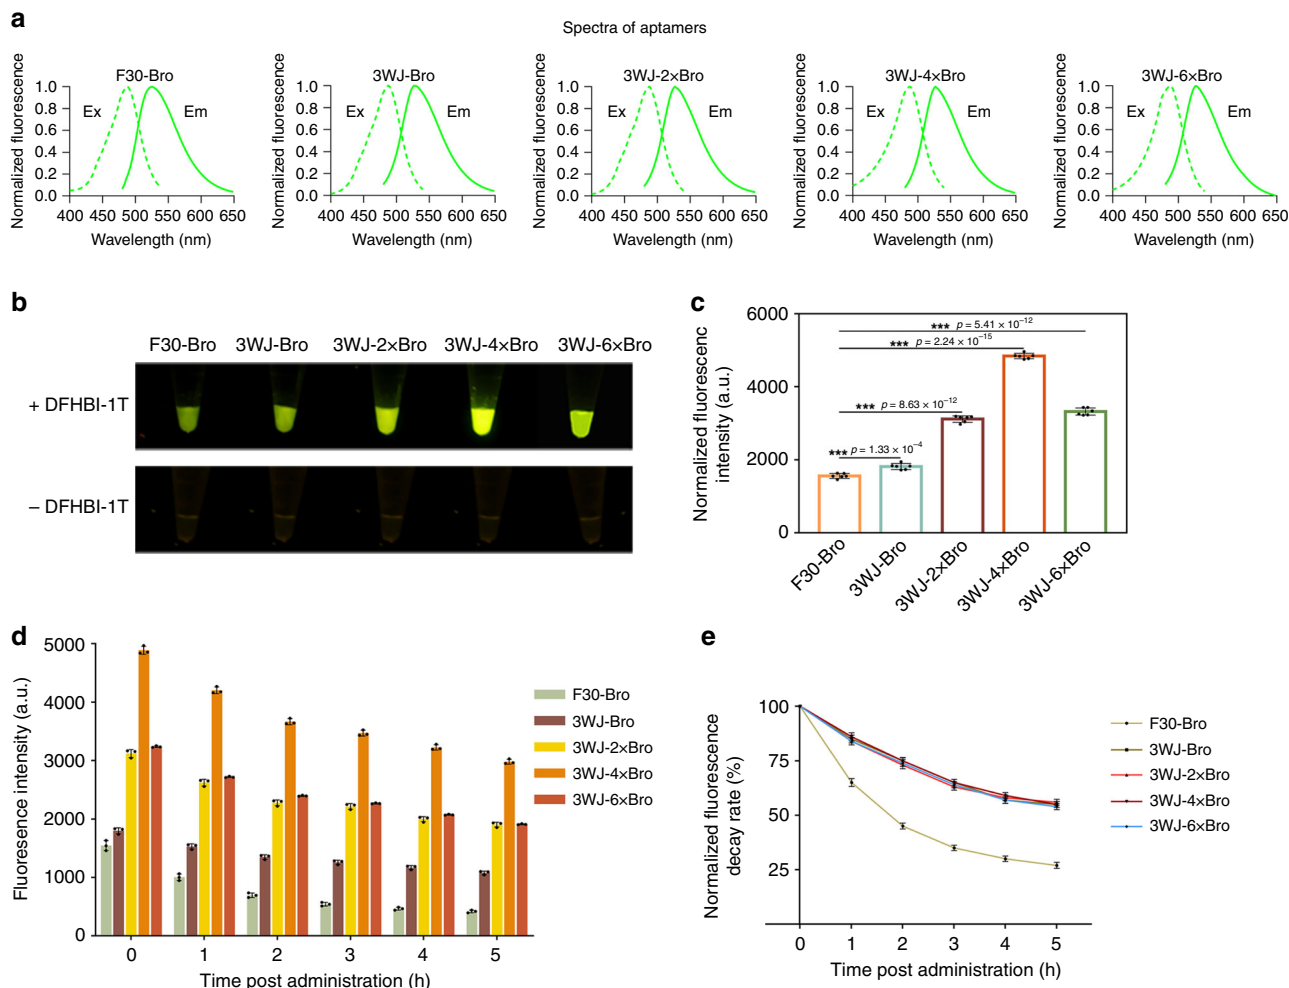 a
Spectra of aptamers
F30-Bro
Normalized fluorescence
1.0
0.8
0.6
0.4
0.2
0.0
Ex
Em
400 450 500 550 600 650
Wavelength (nm)
3WJ-Bro
Normalized fluorescence
1.0
0.8
0.6
0.4
0.2
0.0
Ex
Em
400 450 500 550 600 650
Wavelength (nm)
3WJ-2×Bro
Normalized fluorescence
1.0
0.8
0.6
0.4
0.2
0.0
Ex
Em
400 450 500 550 600 650
Wavelength (nm)
3WJ-4×Bro
Normalized fluorescence
1.0
0.8
0.6
0.4
0.2
0.0
Ex
Em
400 450 500 550 600 650
Wavelength (nm)
3WJ-6×Bro
Normalized fluorescence
1.0
0.8
0.6
0.4
0.2
0.0
Ex
Em
400 450 500 550 600 650
Wavelength (nm)
b
F30-Bro 3WJ-Bro 3WJ-2×Bro 3WJ-4×Bro 3WJ-6×Bro
+ DFHBI-1T
– DFHBI-1T
c
Normalized fluorescenc
intensity (a.u.)
6000
4000
2000
0
*** p = 5.41 × 10⁻¹²
*** p = 2.24 × 10⁻¹⁵
*** p = 8.63 × 10⁻¹²
*** p = 1.33 × 10⁻⁴
F30-Bro
3WJ-Bro
3WJ-2×Bro
3WJ-4×Bro
3WJ-6×Bro
d
Fluoresence intensity (a.u.)
5000
4000
3000
2000
1000
0
0 1 2 3 4 5
Time post administration (h)
F30-Bro
3WJ-Bro
3WJ-2×Bro
3WJ-4×Bro
3WJ-6×Bro
e
Normalized fluorescence
decay rate (%)
100
75
50
25
0 1 2 3 4 5
Time post administration (h)
F30-Bro
3WJ-Bro
3WJ-2×Bro
3WJ-4×Bro
3WJ-6×Bro